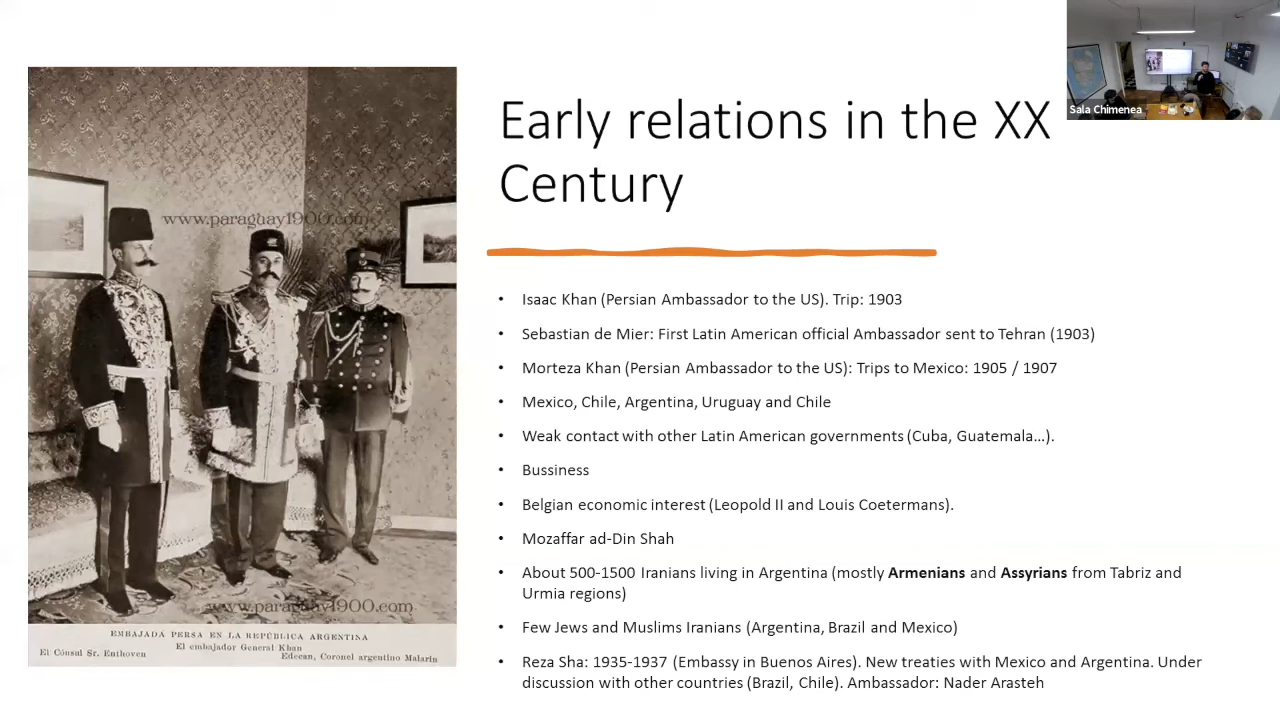 Sala Chimenea
Early relations in the XX
Century
www.paraguay1900.com
www.paraguay1900.com
EMBAJADA PERSA EN LA REPÚBLICA ARGENTINA
El Cónsul Sr. Enthoven
El embajador General Khan
Edecan, Coronel argentino Malarin
• Isaac Khan (Persian Ambassador to the US). Trip: 1903
• Sebastian de Mier: First Latin American official Ambassador sent to Tehran (1903)
• Morteza Khan (Persian Ambassador to the US): Trips to Mexico: 1905 / 1907
• Mexico, Chile, Argentina, Uruguay and Chile
• Weak contact with other Latin American governments (Cuba, Guatemala…).
• Bussiness
• Belgian economic interest (Leopold II and Louis Coetermans).
• Mozaffar ad-Din Shah
• About 500-1500 Iranians living in Argentina (mostly Armenians and Assyrians from Tabriz and
Urmia regions)
• Few Jews and Muslims Iranians (Argentina, Brazil and Mexico)
• Reza Sha: 1935-1937 (Embassy in Buenos Aires). New treaties with Mexico and Argentina. Under
discussion with other countries (Brazil, Chile). Ambassador: Nader Arasteh